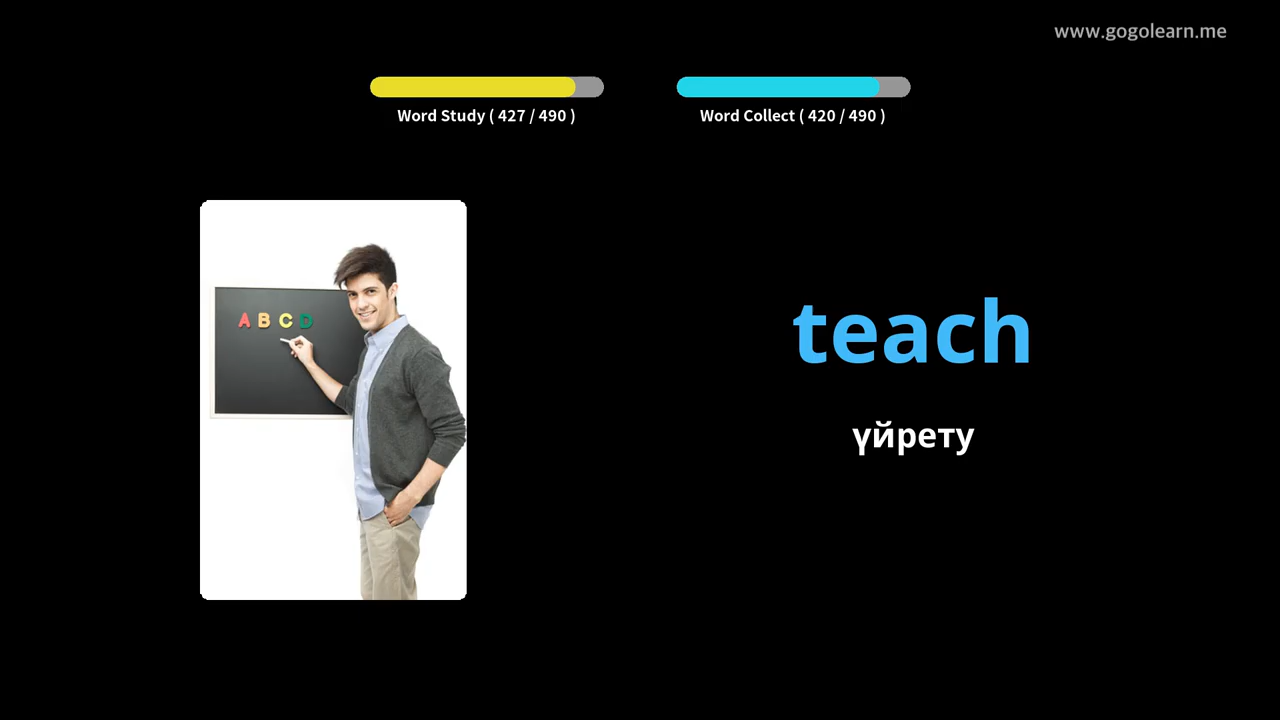 www.gogolearn.me
Word Study ( 427 / 490 )
Word Collect ( 420 / 490 )
A B C D
teach
үйрету